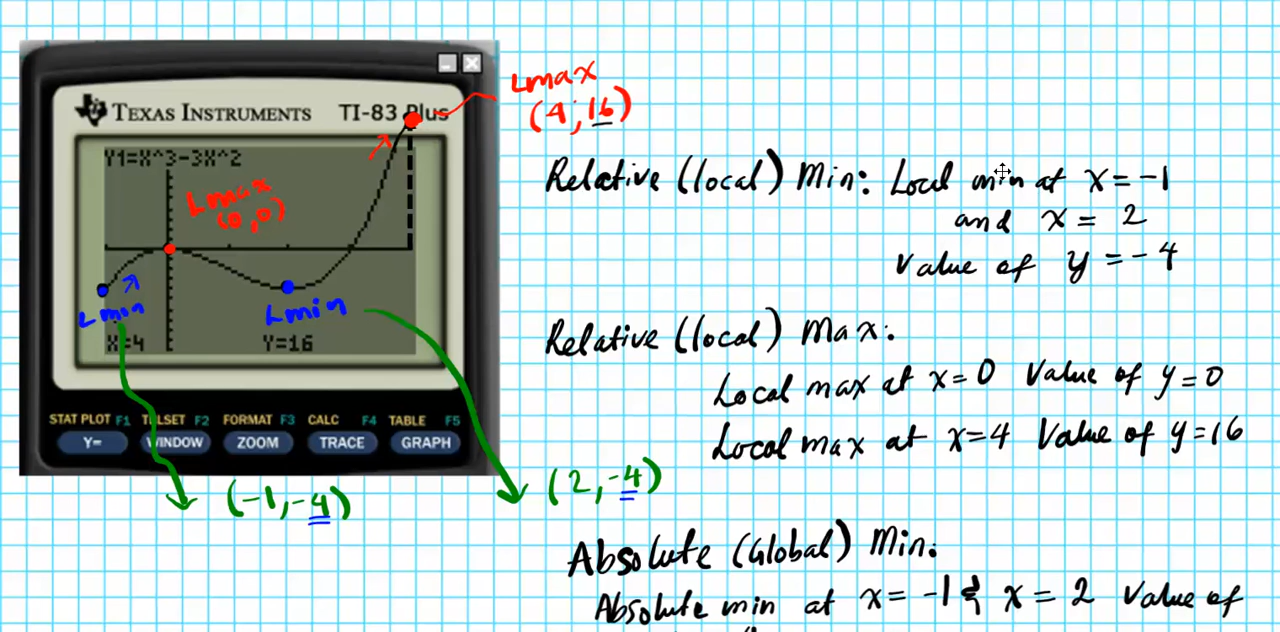 TEXAS INSTRUMENTS TI-83 Plus
Y1=X^3-3X^2
Lmax
(4,16)
Lmax
(0,0)
Lmin
Lmin
X=4 Y=16
STAT PLOT F1 TBLSET F2 FORMAT F3 CALC F4 TABLE F5
Y= WINDOW ZOOM TRACE GRAPH
(-1,-4)
(2,-4)
Relative (local) Min: Local min at x=-1
and x = 2
Value of y = -4
Relative (local) Max:
Local max at x=0 Value of y=0
Local max at x=4 Value of y=16
Absolute (Global) Min:
Absolute min at x= -1 & x = 2 Value of